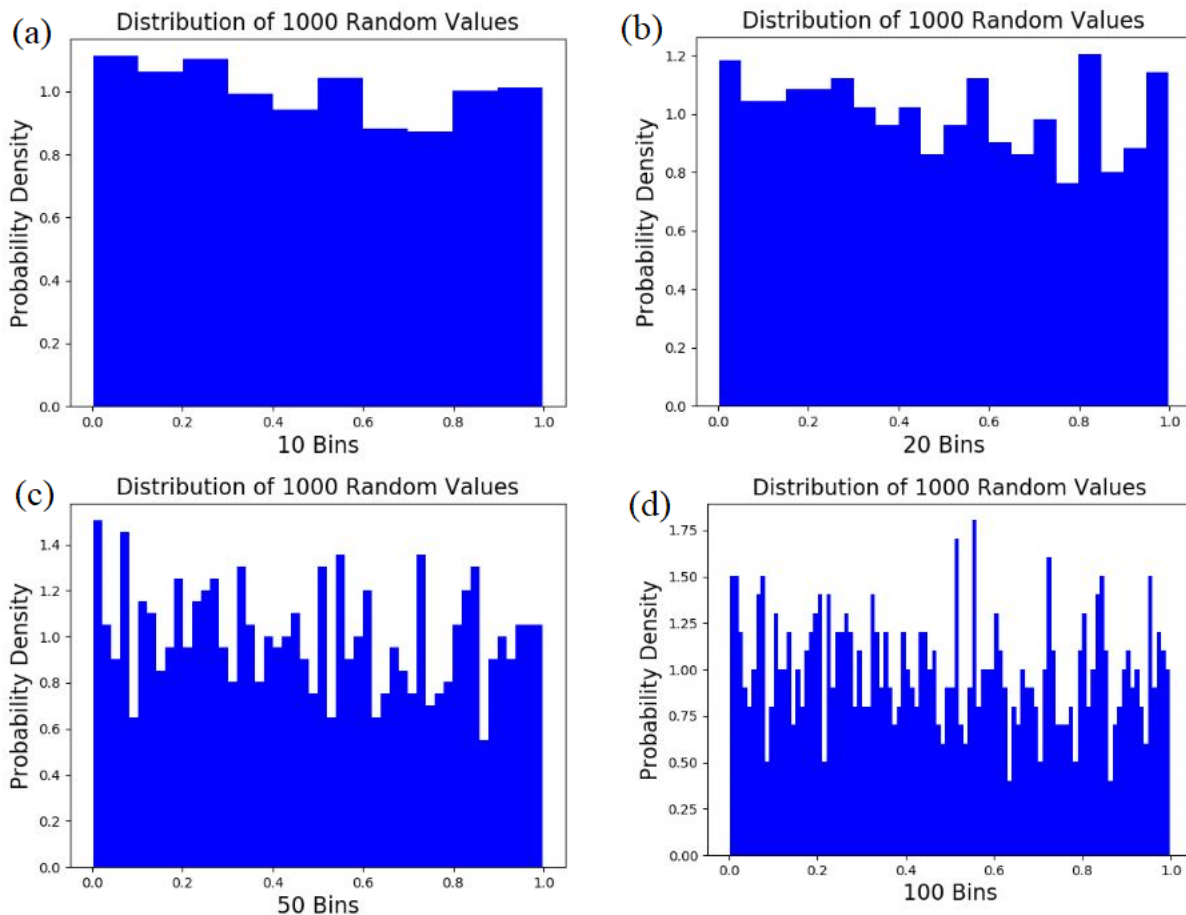 (a)
Distribution of 1000 Random Values
Probability Density
1.0
0.8
0.6
0.4
0.2
0.0
0.0 0.2 0.4 0.6 0.8 1.0
10 Bins
(b)
Distribution of 1000 Random Values
Probability Density
1.2
1.0
0.8
0.6
0.4
0.2
0.0
0.0 0.2 0.4 0.6 0.8 1.0
20 Bins
(c)
Distribution of 1000 Random Values
Probability Density
1.4
1.2
1.0
0.8
0.6
0.4
0.2
0.0
0.0 0.2 0.4 0.6 0.8 1.0
50 Bins
(d)
Distribution of 1000 Random Values
Probability Density
1.75
1.50
1.25
1.00
0.75
0.50
0.25
0.00
0.0 0.2 0.4 0.6 0.8 1.0
100 Bins